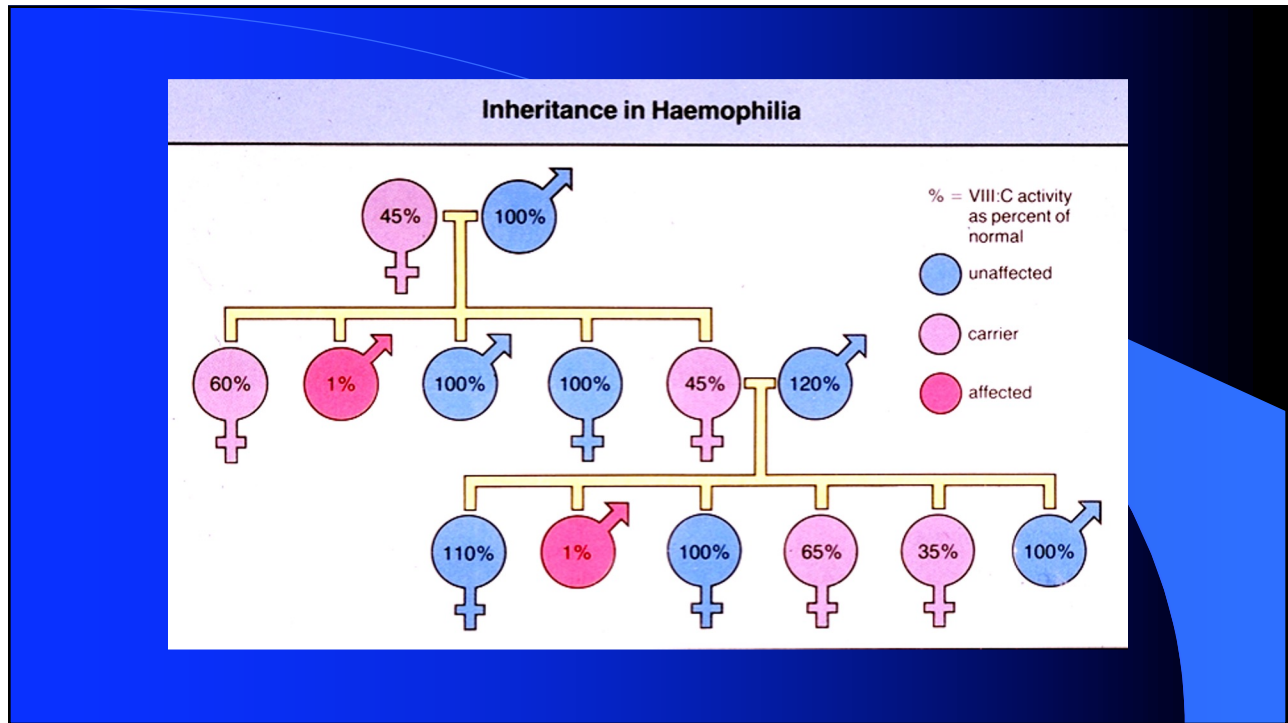 Inheritance in Haemophilia
45%
100%
% = VIII:C activity
as percent of
normal
unaffected
carrier
affected
60%
1%
100%
100%
45%
120%
110%
1%
100%
65%
35%
100%